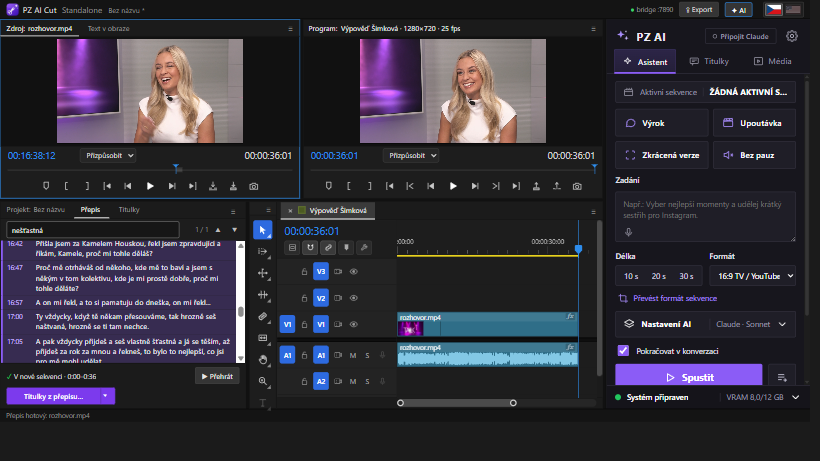 PZ AI Cut Standalone Bez názvu *
bridge :7890 Export AI
Zdroj: rozhovor.mp4 Text v obraze
Program: Výpověď Šimková · 1280×720 · 25 fps
00:16:38:12 Přizpůsobit 00:00:36:01
00:00:36:01 Přizpůsobit 00:00:36:01
Projekt: Bez názvu Přepis Titulky
nešťastná 1 / 1
16:42 Přišla jsem za Kamelem Houskou, řekl jsem zpravodující a
říkám, Kamele, proč mi tohle děláš?
16:47 Proč mě otrháváš od někoho, kde mě to baví a jsem s
někým v tom kolektivu, kde je mi prostě dobře, proč mi
tohle děláte?
16:57 A on mi řekl, a to si pamatuju do dneška, on mi řekl...
17:00 Ty vždycky, když tě někam přesouváme, tak hrozně seš
naštvaná, hrozně se ti tam nechce.
17:05 A pak vždycky přijdeš a seš vlastně šťastná a já se těším, až
přijdeš za rok za mnou a řekneš, to bylo to nejlepší, co jsi
pro mě mohl udělat
✓ V nové sekvenci · 0:00–0:36 Přehrát
Titulky z přepisu...
Přepis hotový: rozhovor.mp4
× Výpověď Šimková
00:00:36:01
:00:00 00:00:30:00
V3
V2
V1 V1
A1 A1 M S
A2 M S
T
rozhovor.mp4 fx
rozhovor.mp4 fx
PZ AI Připojit Claude
Asistent Titulky Média
Aktivní sekvence ŽÁDNÁ AKTIVNÍ S...
Výrok Upoutávka
Zkrácená verze Bez pauz
Zadání
Např.: Vyber nejlepší momenty a udělej krátký
sestřih pro Instagram.
Délka Formát
10 s 20 s 30 s 16:9 TV / YouTube
Převést formát sekvence
Nastavení AI Claude · Sonnet
Pokračovat v konverzaci
Spustit
Systém připraven VRAM 8,0/12 GB